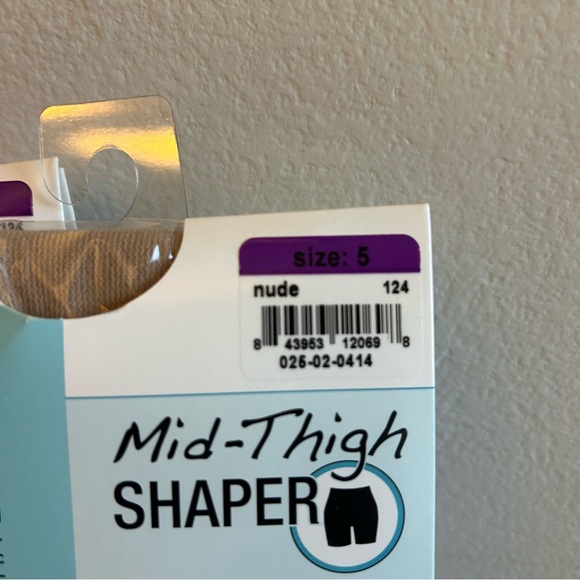 size: 5
nude 124
8 43953 12069 8
025-02-0414
Mid-Thigh
SHAPER